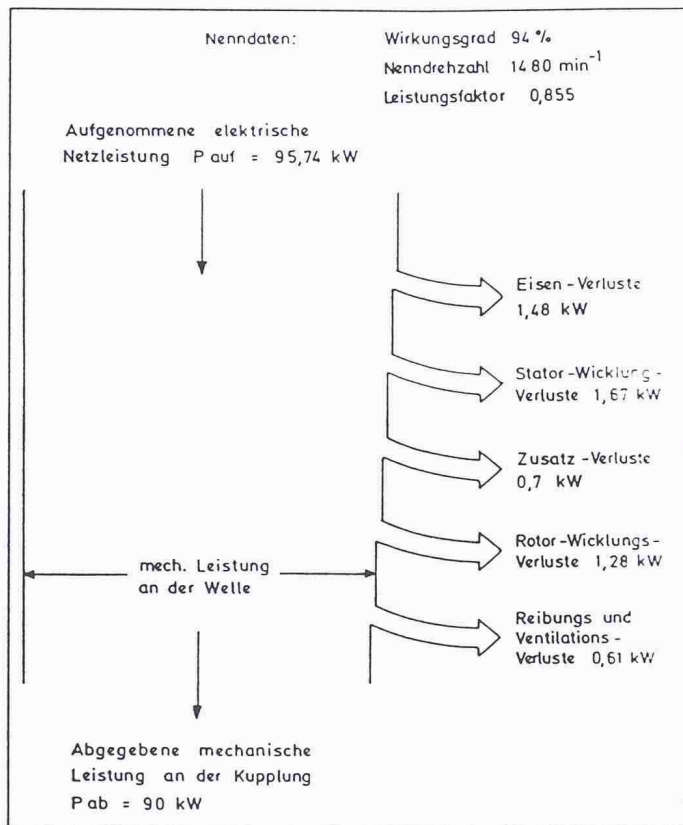 Nenndaten: Wirkungsgrad 94 %
Nenndrehzahl 1480 min⁻¹
Leistungsfaktor 0,855
Aufgenommene elektrische
Netzleistung P auf = 95,74 kW
Eisen - Verluste
1,48 kW
Stator - Wicklung -
Verluste 1,67 kW
Zusatz - Verluste
0,7 kW
Rotor - Wicklungs -
Verluste 1,28 kW
mech. Leistung
an der Welle
Reibungs und
Ventilations -
Verluste 0,61 kW
Abgegebene mechanische
Leistung an der Kupplung
P ab = 90 kW